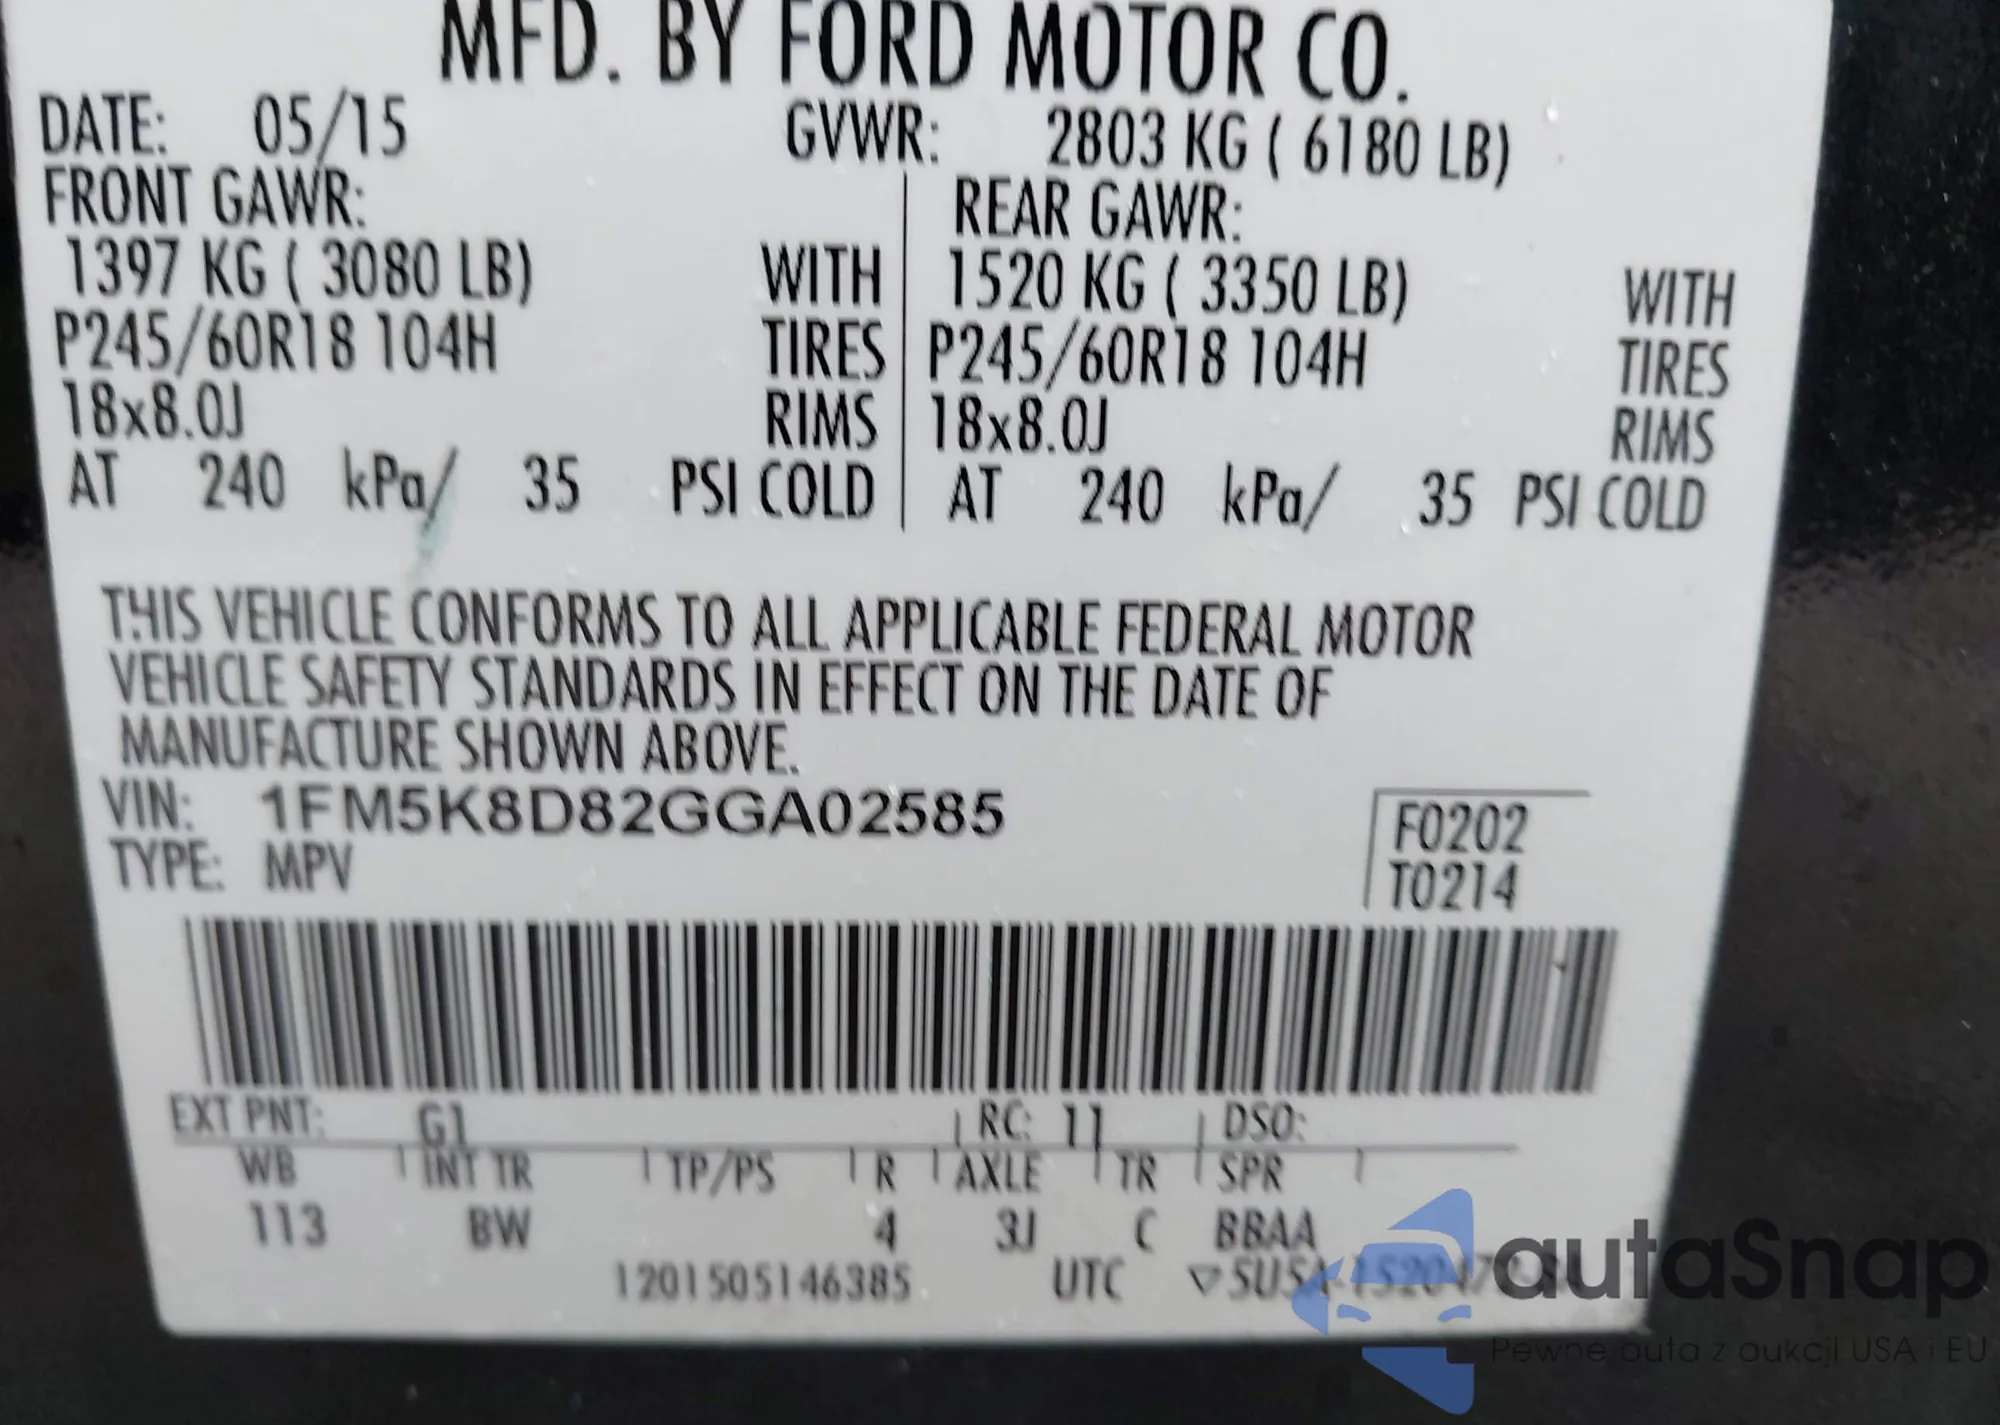 MFD. BY FORD MOTOR CO.
DATE: 05/15 GVWR: 2803 KG ( 6180 LB)
FRONT GAWR: REAR GAWR:
1397 KG ( 3080 LB) WITH 1520 KG ( 3350 LB) WITH
P245/60R18 104H TIRES P245/60R18 104H TIRES
18x8.0J RIMS 18x8.0J RIMS
AT 240 kPa/ 35 PSI COLD AT 240 kPa/ 35 PSI COLD
THIS VEHICLE CONFORMS TO ALL APPLICABLE FEDERAL MOTOR
VEHICLE SAFETY STANDARDS IN EFFECT ON THE DATE OF
MANUFACTURE SHOWN ABOVE.
VIN: 1FM5K8D82GGA02585
TYPE: MPV
F0202
T0214
EXT PNT: G1 RC: 11 DSO:
WB INT TR TP/PS R AXLE TR SPR
113 BW 4 3J C BBAA
1201505146385 UTC
autaSnap
Pewne auta z aukcji USA i EU